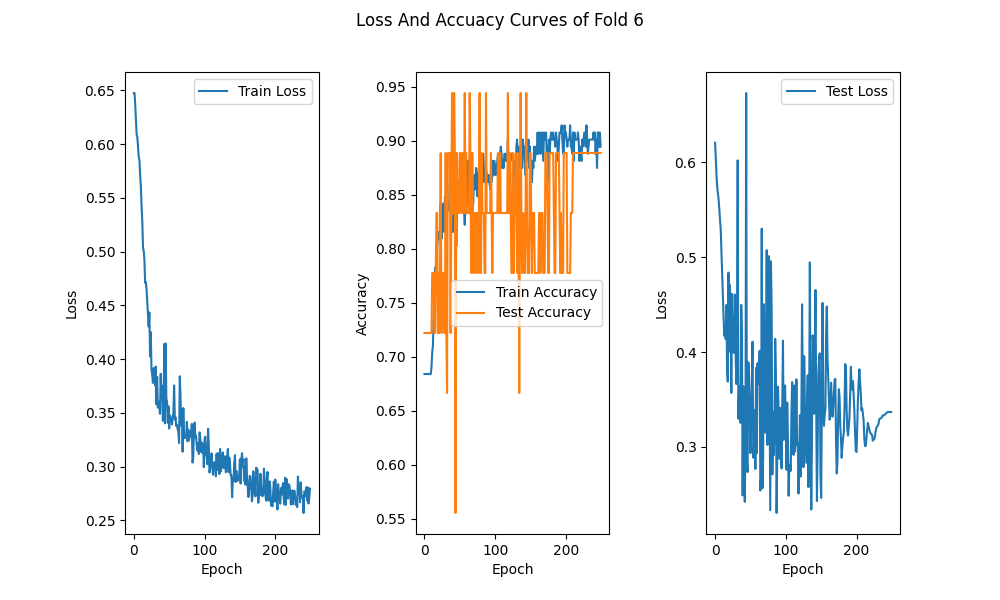 Loss And Accuacy Curves of Fold 6
Train Loss
0.65
0.60
0.55
0.50
0.45
0.40
0.35
0.30
0.25
Loss
0
100
200
Epoch
0.95
0.90
0.85
0.80
0.75
0.70
0.65
0.60
0.55
Accuracy
Train Accuracy
Test Accuracy
0
100
200
Epoch
Test Loss
0.6
0.5
0.4
0.3
Loss
0
100
200
Epoch